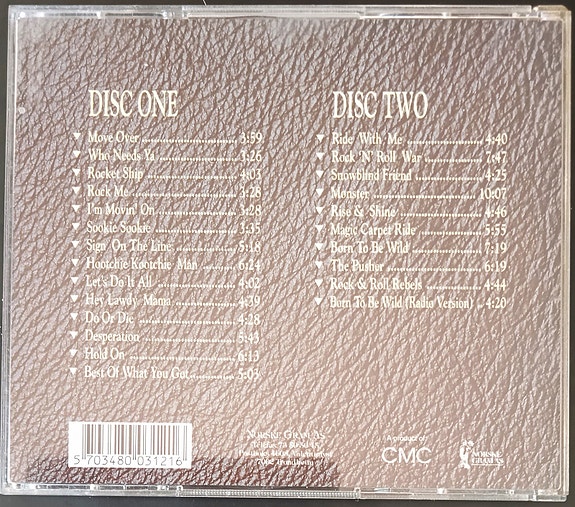 DISC ONE
Move Over 3:59
Who Needs Ya 3:26
Rocket Ship 4:03
Rock Me 3:28
I'm Movin' On 3:28
Sookie Sookie 3:35
Sign On The Line 5:18
Hootchie Kootchie Man 6:24
Let's Do It All 4:02
Hey Lawdy Mama 4:39
Do Or Die 4:28
Desperation 5:43
Hold On 6:13
Best Of What You Got 5:03
DISC TWO
Ride With Me 4:40
Rock 'N' Roll War 7:47
Snowblind Friend 4:25
Monster 10:07
Rise & Shine 4:46
Magic Carper Ride 5:55
Born To Be Wild 7:19
The Pusher 6:19
Rock & Roll Rebels 4:44
Born To Be Wild (Radio Version) 4:20
5 703480 031216
NORSKE GRAMAS
A product of
CMC
NORSKE
GRAMAS